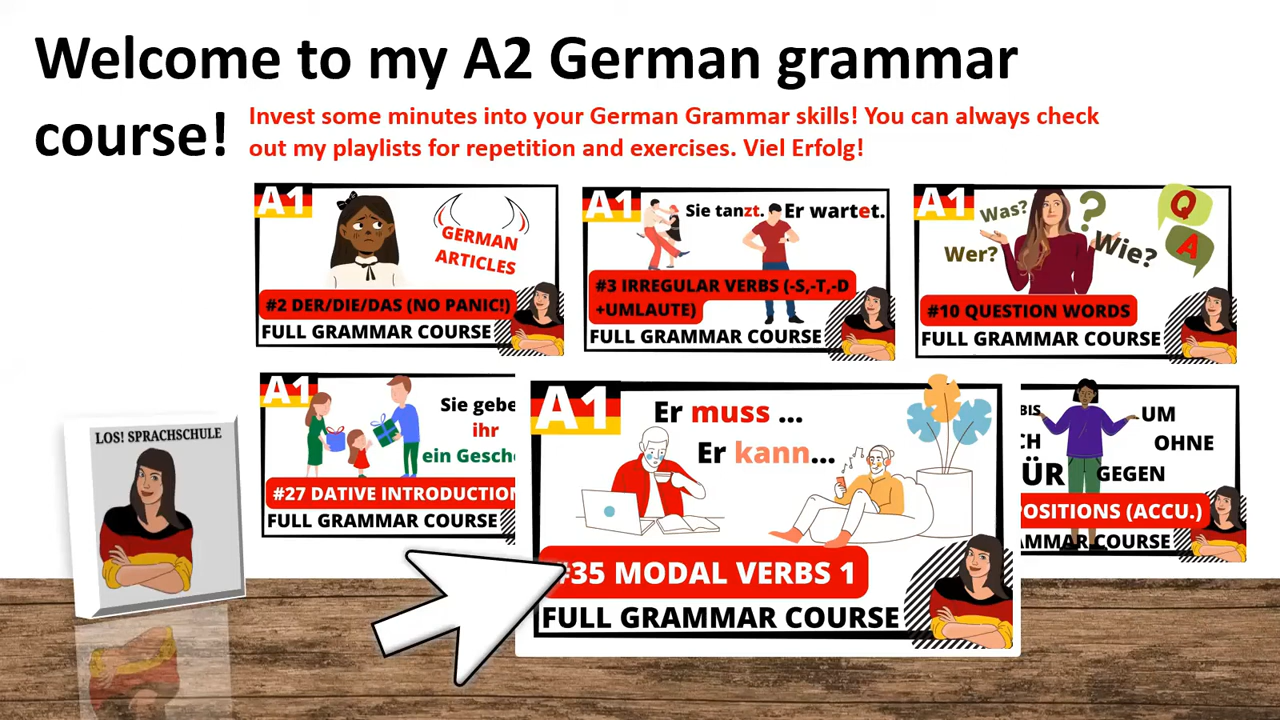 Welcome to my A2 German grammar
course!
Invest some minutes into your German Grammar skills! You can always check
out my playlists for repetition and exercises. Viel Erfolg!
A1
GERMAN
ARTICLES
#2 DER/DIE/DAS (NO PANIC!)
FULL GRAMMAR COURSE
A1
Sie tanzt. Er wartet.
#3 IRREGULAR VERBS (-S,-T,-D
+UMLAUTE)
FULL GRAMMAR COURSE
A1
Was?
?
Wer?
Wie?
Q
A
#10 QUESTION WORDS
FULL GRAMMAR COURSE
LOS! SPRACHSCHULE
A1
Sie gebe
ihr
ein Gesch
#27 DATIVE INTRODUCTION
FULL GRAMMAR COURSE
A1
Er muss ...
Er kann...
#35 MODAL VERBS 1
FULL GRAMMAR COURSE
BIS
UM
CH
OHNE
ÜR
GEGEN
POSITIONS (ACCU.)
AMMAR COURSE